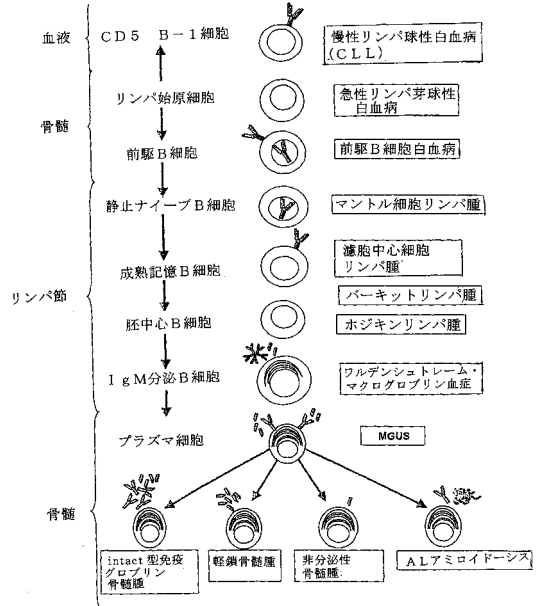 血液
CD5 B-1細胞
慢性リンパ球性白血病
(CLL)
リンパ始原細胞
急性リンパ芽球性
白血病
骨髄
前駆B細胞
前駆B細胞白血病
静止ナイーブB細胞
マントル細胞リンパ腫
成熟記憶B細胞
濾胞中心細胞
リンパ腫
バーキットリンパ腫
リンパ節
胚中心B細胞
ホジキンリンパ腫
IgM分泌B細胞
ワルデンシュトレーム・
マクログロブリン血症
プラズマ細胞
MGUS
骨髄
intact型免疫
グロブリン
骨髄腫
軽鎖骨髄腫
非分泌性
骨髄腫
ALアミロイドーシス